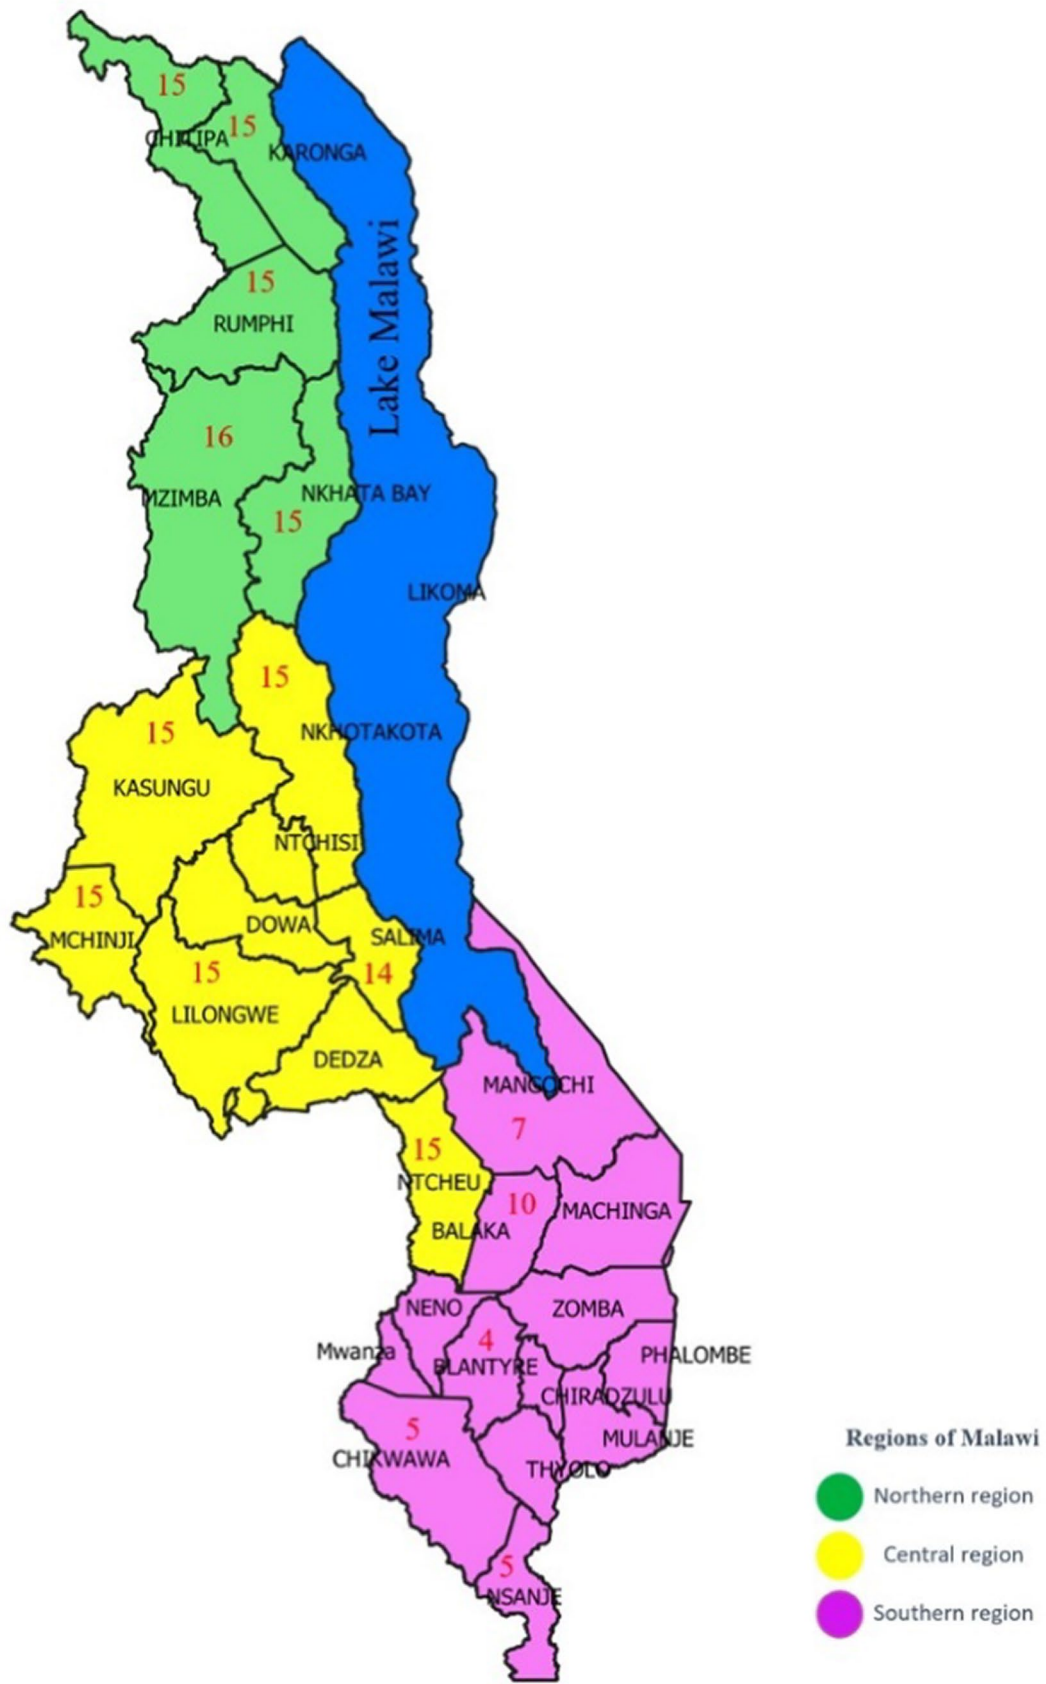 15
CHITIPA
15
KARONGA
Lake Malawi
15
RUMPHI
16
MZIMBA
NKHATA BAY
15
LIKOMA
15
NKHOTAKOTA
15
KASUNGU
NTCHISI
15
MCHINJI
DOWA
SALIMA
15
14
LILONGWE
DEDZA
MANGOCHI
7
15
NTCHEU
10
MACHINGA
BALAKA
NENO
ZOMBA
4
Mwanza
BLANTYRE
PHALOMBE
CHIRADZULU
5
MULANJE
CHIKWAWA
THYOLO
5
NSANJE
Regions of Malawi
Northern region
Central region
Southern region